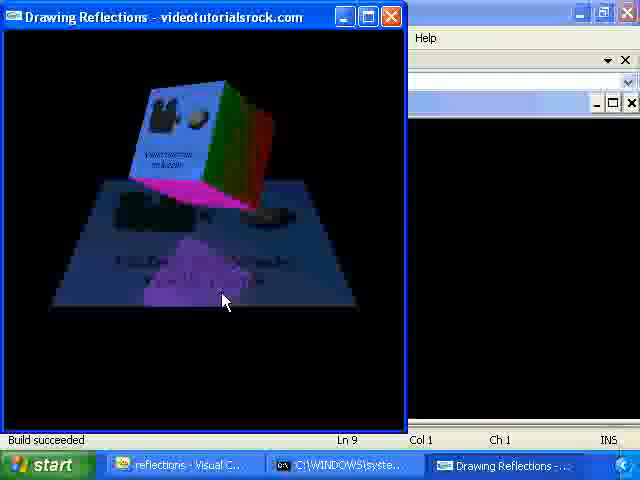 Drawing Reflections - videotutorialsrock.com
Help
Build succeeded
Ln 9
Col 1
Ch 1
INS
start
reflections - Visual C...
C:\WINDOWS\syste...
Drawing Reflections - ...